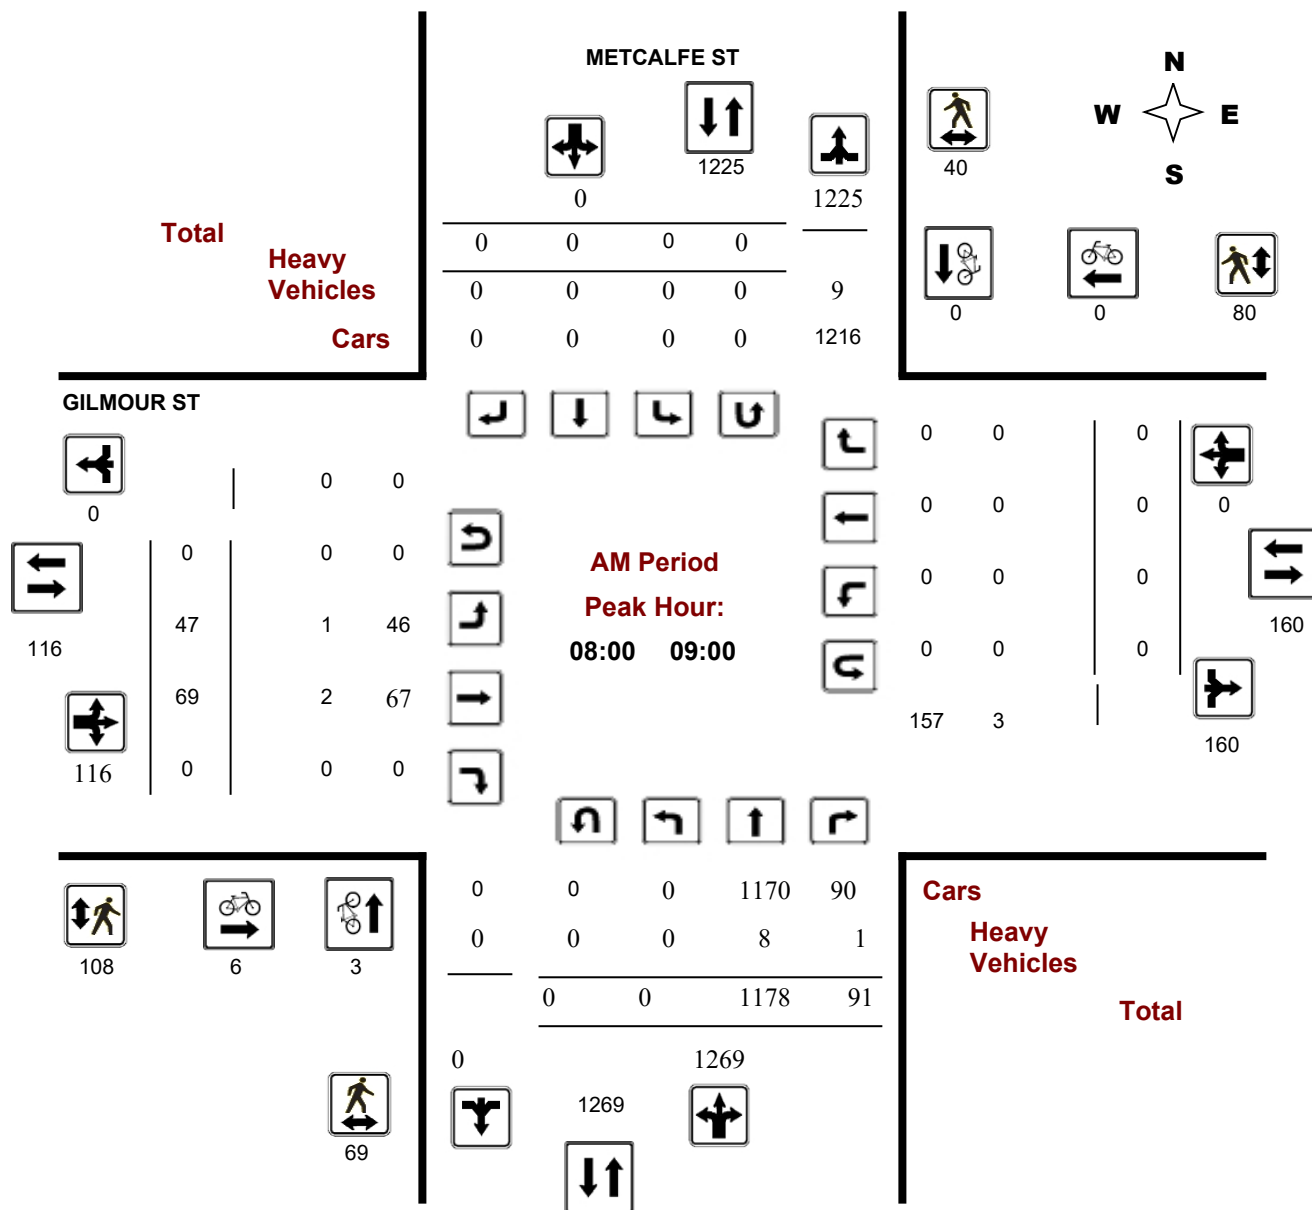 METCALFE ST
N
W E
S
1225
40
0 1225
Total
0 0 0 0
Heavy
Vehicles
0 0 0 0 9
0 0 80
Cars
0 0 0 0 1216
GILMOUR ST
0 0 0
0 0
0 0 0 0 0
0 0 0
AM Period
0 0 0
Peak Hour:
47 1 46
116
08:00 09:00
0 0 0
160
69 2 67
157 3
160
116 0 0 0
0 0 0 1170 90
Cars
0 0 0 8 1
Heavy
Vehicles
108 6 3
0 0 1178 91
Total
0 1269
1269
69